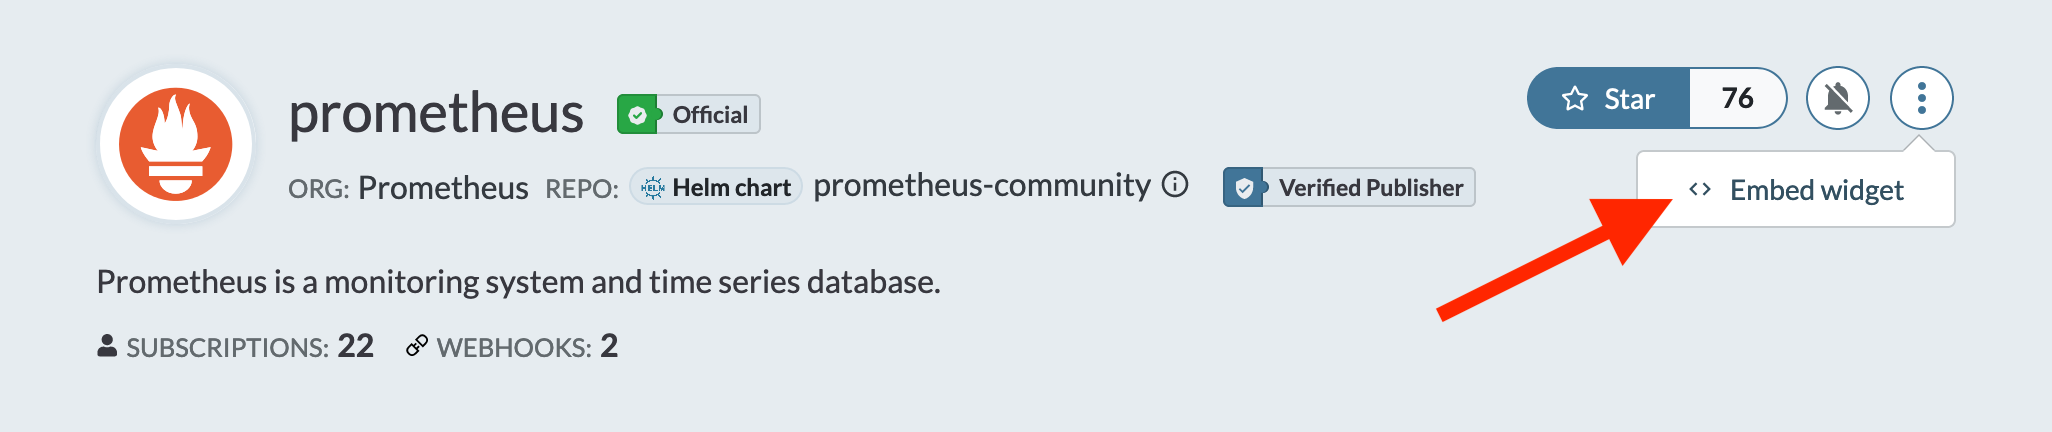 prometheus Official Star 76
ORG: Prometheus REPO: HELM Helm chart prometheus-community Verified Publisher
<> Embed widget
Prometheus is a monitoring system and time series database.
SUBSCRIPTIONS: 22 WEBHOOKS: 2